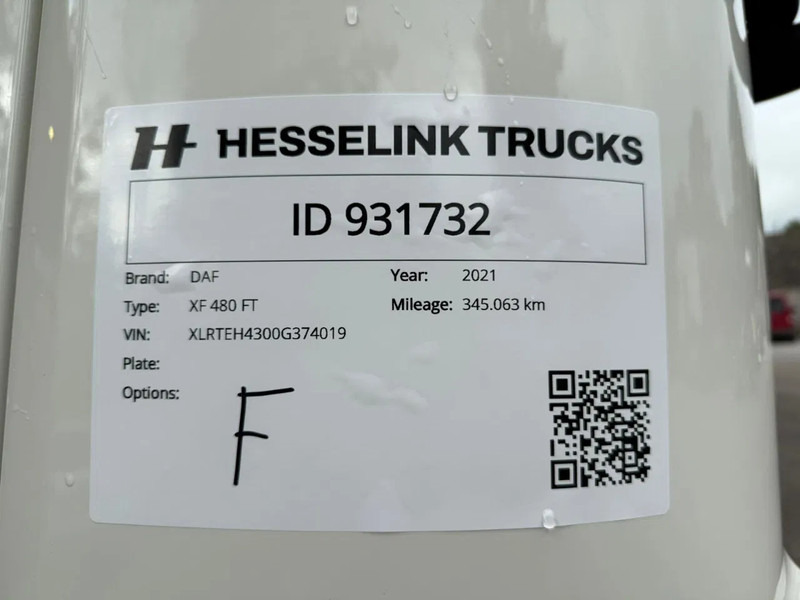 H HESSELINK TRUCKS
ID 931732
Brand: DAF Year: 2021
Type: XF 480 FT Mileage: 345.063 km
VIN: XLRTEH4300G374019
Plate:
Options: F